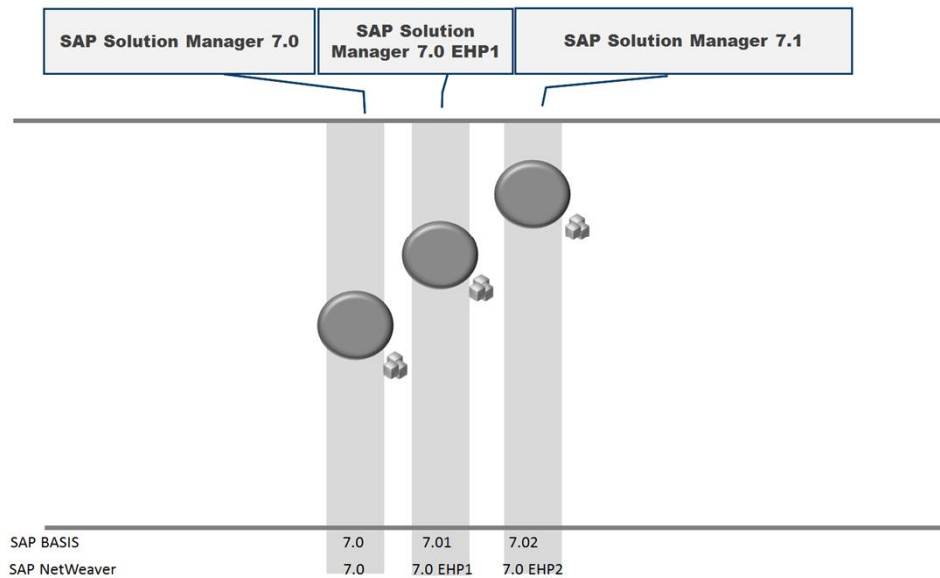 SAP Solution Manager 7.0
SAP Solution
Manager 7.0 EHP1
SAP Solution Manager 7.1
SAP BASIS 7.0 7.01 7.02
SAP NetWeaver 7.0 7.0 EHP1 7.0 EHP2